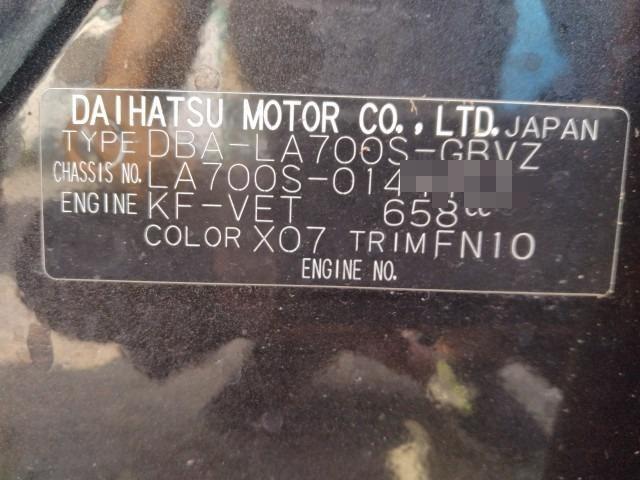 DAIHATSU MOTOR CO., LTD. JAPAN
TYPE DBA-LA700S-GBVZ
CHASSIS NO. LA700S-014
ENGINE KF-VET 658cc
COLOR X07 TRIM FN10
ENGINE NO.